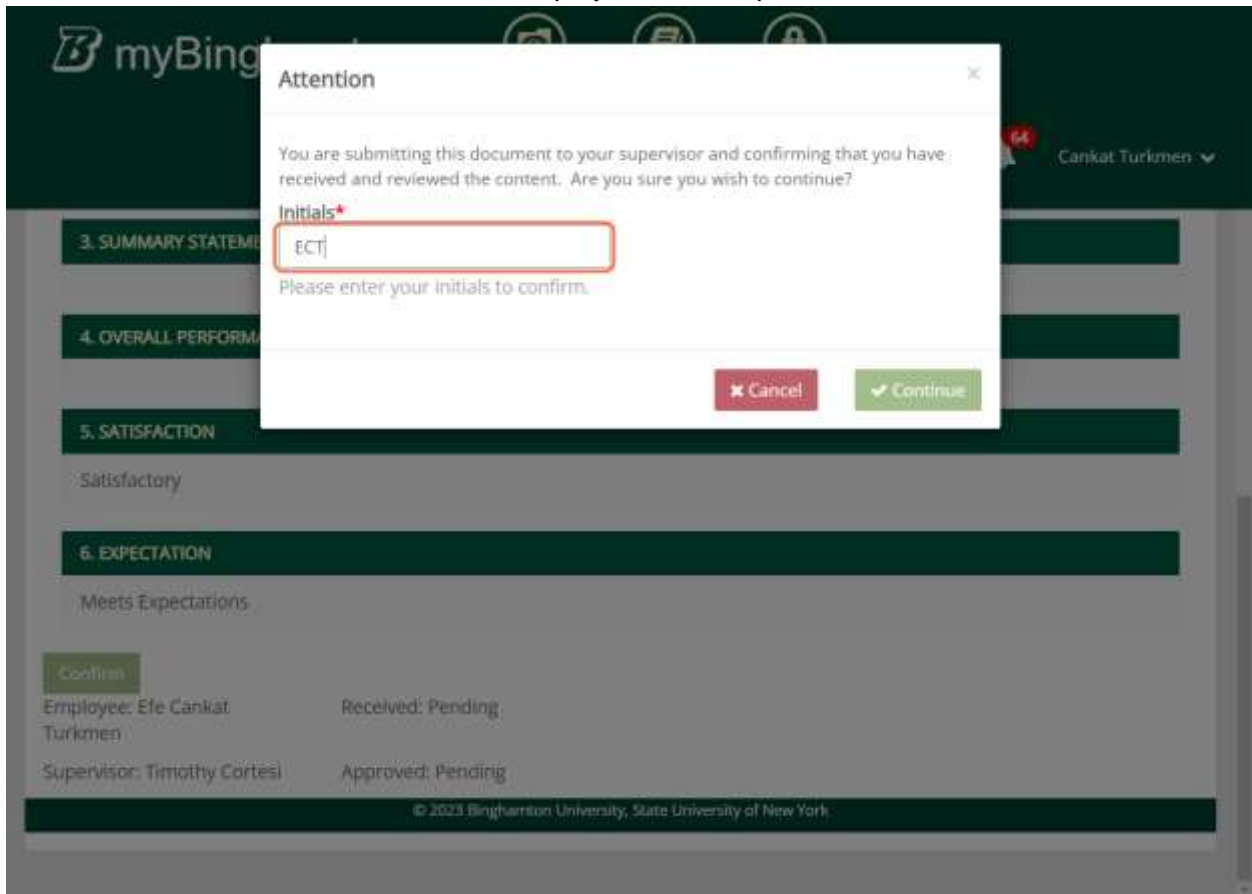 myBing
Attention
×
You are submitting this document to your supervisor and confirming that you have
received and reviewed the content. Are you sure you wish to continue?
64
Cankat Turkmen
Initials*
ECT
Please enter your initials to confirm.
3. SUMMARY STATEME
4. OVERALL PERFORMA
✖ Cancel
✔ Continue
5. SATISFACTION
Satisfactory
6. EXPECTATION
Meets Expectations
Confirm
Employee: Efe Cankat
Turkmen
Received: Pending
Supervisor: Timothy Cortesi
Approved: Pending
© 2023 Binghamton University, State University of New York